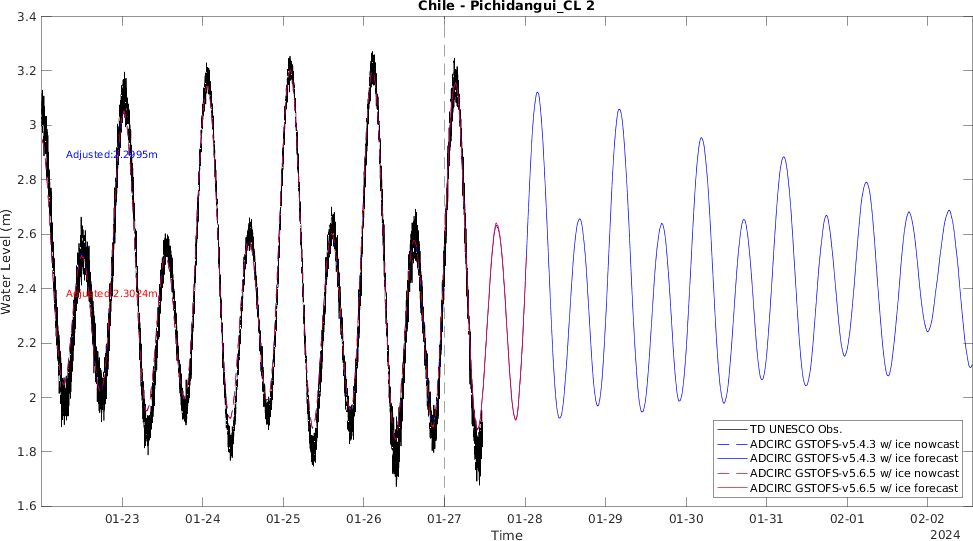 Chile - Pichidangui_CL 2
3.4
3.2
3
2.8
2.6
2.4
2.2
2
1.8
1.6
Water Level (m)
Adjusted:2.2995m
Adjusted:2.3024m
TD UNESCO Obs.
ADCIRC GSTOFS-v5.4.3 w/ ice nowcast
ADCIRC GSTOFS-v5.4.3 w/ ice forecast
ADCIRC GSTOFS-v5.6.5 w/ ice nowcast
ADCIRC GSTOFS-v5.6.5 w/ ice forecast
01-23 01-24 01-25 01-26 01-27 01-28 01-29 01-30 01-31 02-01 02-02
2024
Time